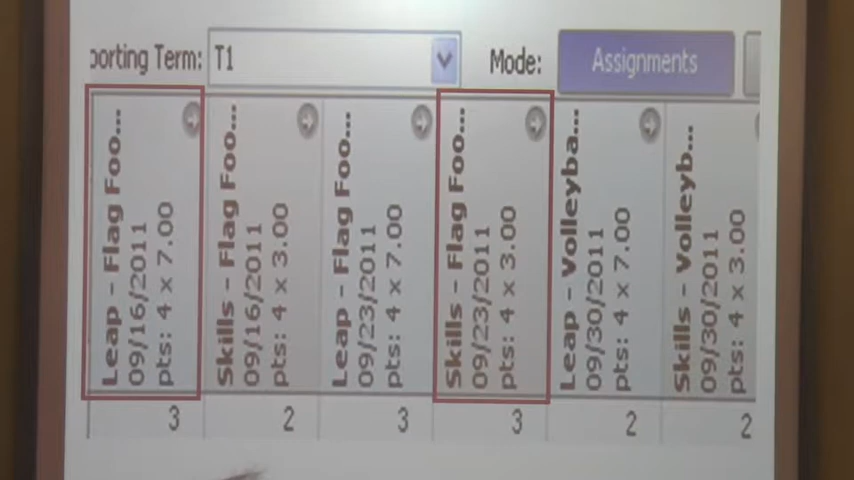 porting Term: T1 Mode: Assignments
Leap - Flag Foo...
09/16/2011
pts: 4 x 7.00
Skills - Flag Foo...
09/16/2011
pts: 4 x 3.00
Leap - Flag Foo...
09/23/2011
pts: 4 x 7.00
Skills - Flag Foo...
09/23/2011
pts: 4 x 3.00
Leap - Volleyba...
09/30/2011
pts: 4 x 7.00
Skills - Volleyb...
09/30/2011
pts: 4 x 3.00
3 2 3 3 2 2